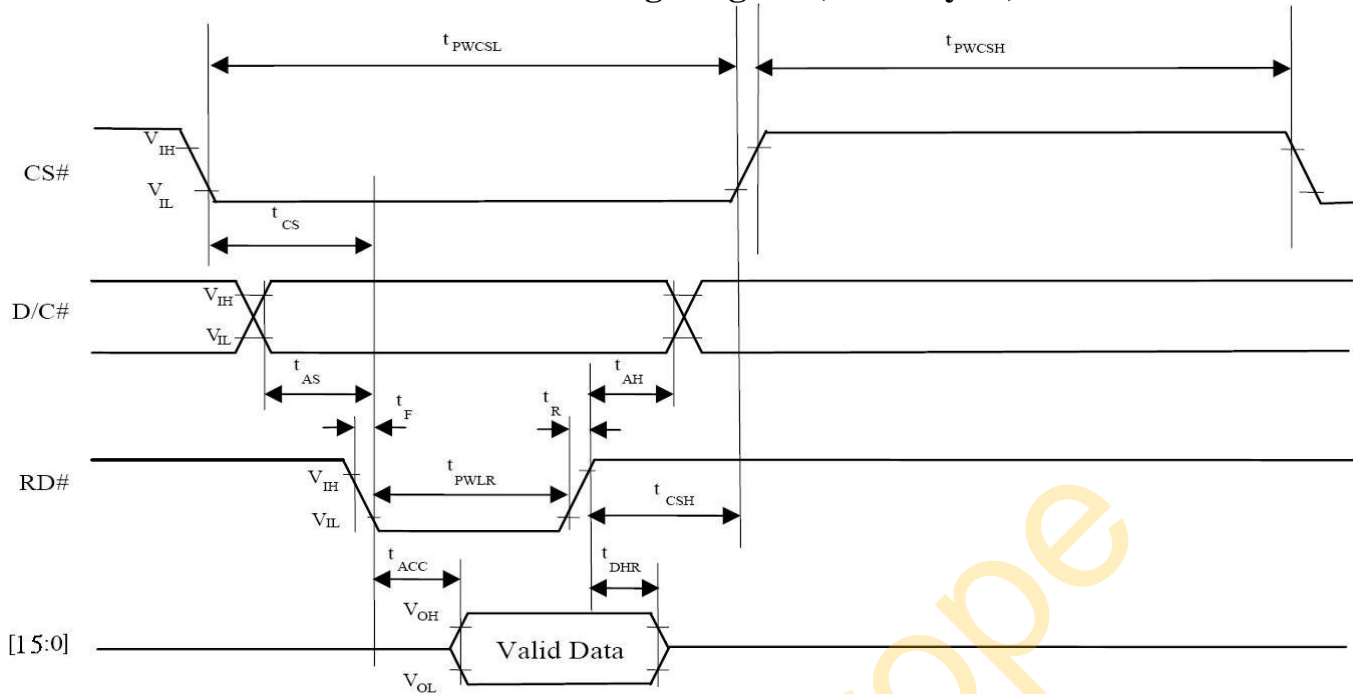 t PWCSL
t PWCSH
V IH
CS#
V IL
t CS
V IH
D/C#
V IL
t AS
t AH
t F
t R
V IH
t PWLR
RD#
V IL
t CSH
t ACC
t DHR
V OH
[15:0]
Valid Data
V OL
ope